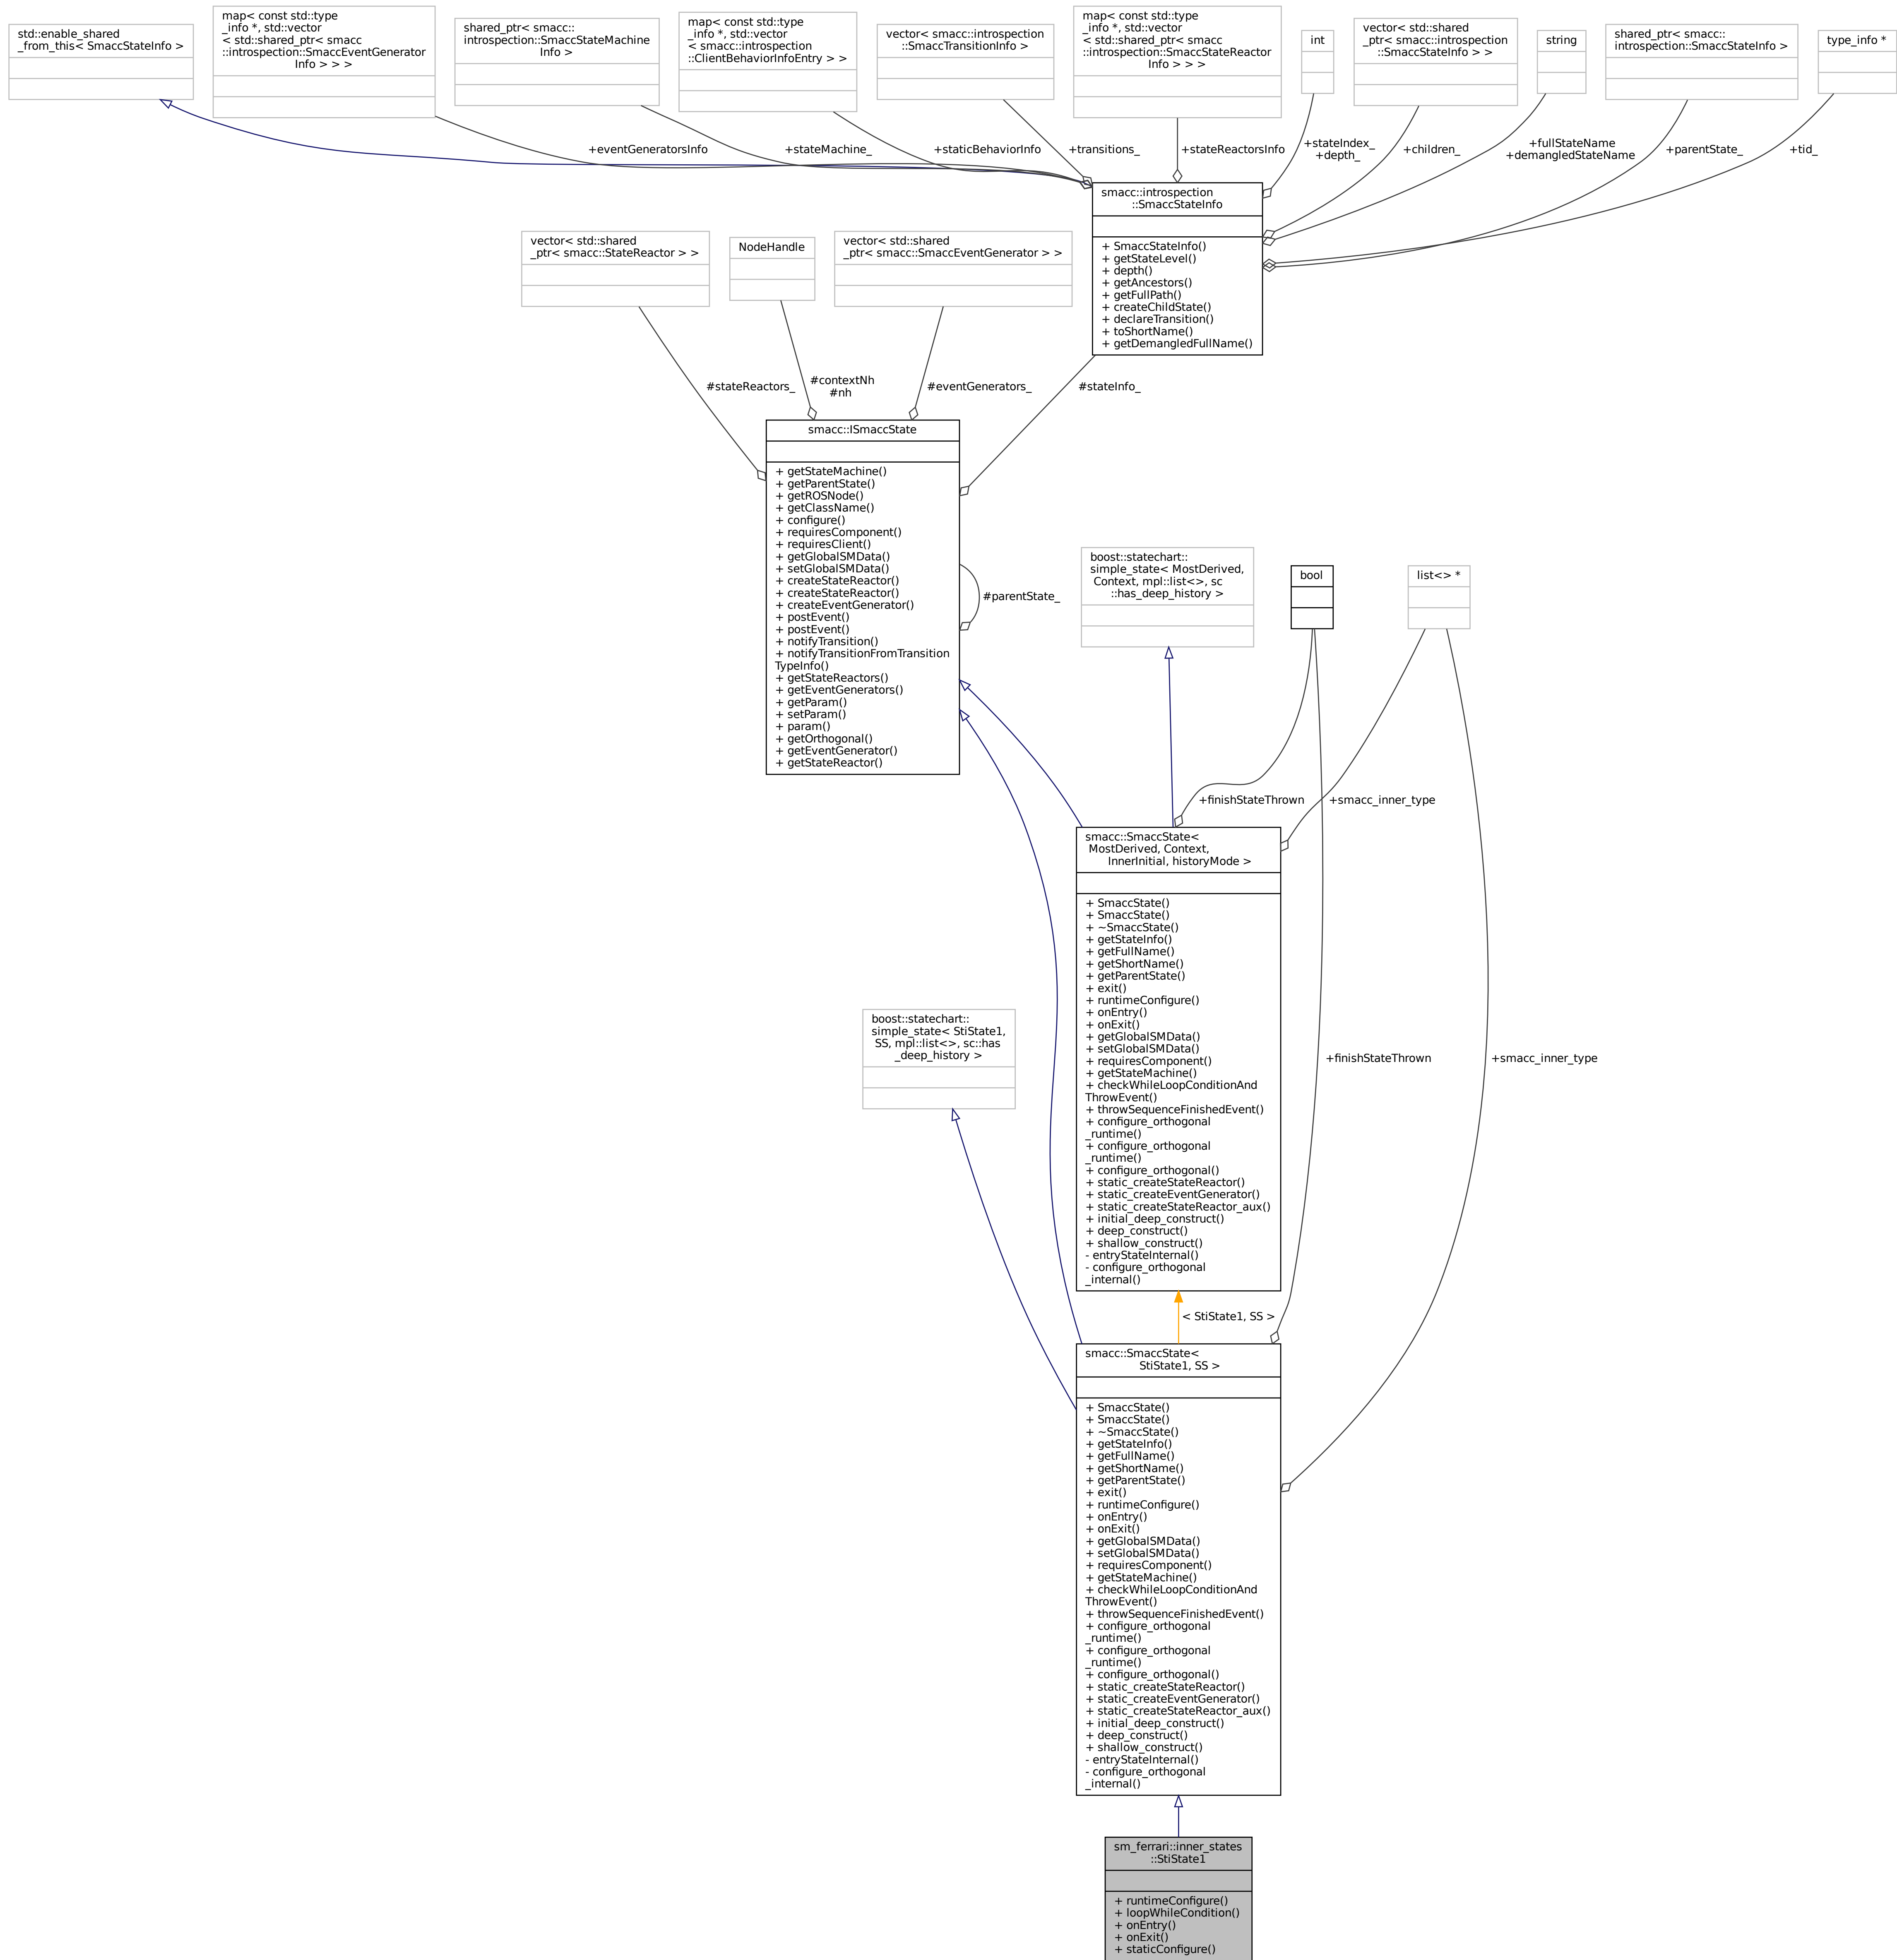 std::enable_shared
_from_this< SmaccStateInfo >
map< const std::type
_info *, std::vector
< std::shared_ptr< smacc
::introspection::SmaccEventGenerator
Info > > >
shared_ptr< smacc::
introspection::SmaccStateMachine
Info >
map< const std::type
_info *, std::vector
< smacc::introspection
::ClientBehaviorInfoEntry > >
vector< smacc::introspection
::SmaccTransitionInfo >
map< const std::type
_info *, std::vector
< std::shared_ptr< smacc
::introspection::SmaccStateReactor
Info > > >
int
vector< std::shared
_ptr< smacc::introspection
::SmaccStateInfo > >
string
shared_ptr< smacc::
introspection::SmaccStateInfo >
type_info *
+eventGeneratorsInfo
+stateMachine_
+staticBehaviorInfo
+transitions_
+stateReactorsInfo
+stateIndex_
+depth_
+children_
+fullStateName
+demangledStateName
+parentState_
+tid_
smacc::introspection
::SmaccStateInfo
+ SmaccStateInfo()
+ getStateLevel()
+ depth()
+ getAncestors()
+ getFullPath()
+ createChildState()
+ declareTransition()
+ toShortName()
+ getDemangledFullName()
vector< std::shared
_ptr< smacc::StateReactor > >
NodeHandle
vector< std::shared
_ptr< smacc::SmaccEventGenerator > >
#stateReactors_
#contextNh
#nh
#eventGenerators_
#stateInfo_
smacc::ISmaccState
+ getStateMachine()
+ getParentState()
+ getROSNode()
+ getClassName()
+ configure()
+ requiresComponent()
+ requiresClient()
+ getGlobalSMData()
+ setGlobalSMData()
+ createStateReactor()
+ createStateReactor()
+ createEventGenerator()
+ postEvent()
+ postEvent()
+ notifyTransition()
+ notifyTransitionFromTransition
TypeInfo()
+ getStateReactors()
+ getEventGenerators()
+ getParam()
+ setParam()
+ param()
+ getOrthogonal()
+ getEventGenerator()
+ getStateReactor()
#parentState_
boost::statechart::
simple_state< MostDerived,
Context, mpl::list<>, sc
::has_deep_history >
bool
list<> *
+finishStateThrown
+smacc_inner_type
smacc::SmaccState<
MostDerived, Context,
InnerInitial, historyMode >
+ SmaccState()
+ SmaccState()
+ ~SmaccState()
+ getStateInfo()
+ getFullName()
+ getShortName()
+ getParentState()
+ exit()
+ runtimeConfigure()
+ onEntry()
+ onExit()
+ getGlobalSMData()
+ setGlobalSMData()
+ requiresComponent()
+ getStateMachine()
+ checkWhileLoopConditionAnd
ThrowEvent()
+ throwSequenceFinishedEvent()
+ configure_orthogonal
_runtime()
+ configure_orthogonal
_runtime()
+ configure_orthogonal()
+ static_createStateReactor()
+ static_createEventGenerator()
+ static_createStateReactor_aux()
+ initial_deep_construct()
+ deep_construct()
+ shallow_construct()
- entryStateInternal()
- configure_orthogonal
_internal()
boost::statechart::
simple_state< StiState1,
SS, mpl::list<>, sc::has
_deep_history >
+finishStateThrown
+smacc_inner_type
< StiState1, SS >
smacc::SmaccState<
StiState1, SS >
+ SmaccState()
+ SmaccState()
+ ~SmaccState()
+ getStateInfo()
+ getFullName()
+ getShortName()
+ getParentState()
+ exit()
+ runtimeConfigure()
+ onEntry()
+ onExit()
+ getGlobalSMData()
+ setGlobalSMData()
+ requiresComponent()
+ getStateMachine()
+ checkWhileLoopConditionAnd
ThrowEvent()
+ throwSequenceFinishedEvent()
+ configure_orthogonal
_runtime()
+ configure_orthogonal
_runtime()
+ configure_orthogonal()
+ static_createStateReactor()
+ static_createEventGenerator()
+ static_createStateReactor_aux()
+ initial_deep_construct()
+ deep_construct()
+ shallow_construct()
- entryStateInternal()
- configure_orthogonal
_internal()
sm_ferrari::inner_states
::StiState1
+ runtimeConfigure()
+ loopWhileCondition()
+ onEntry()
+ onExit()
+ staticConfigure()